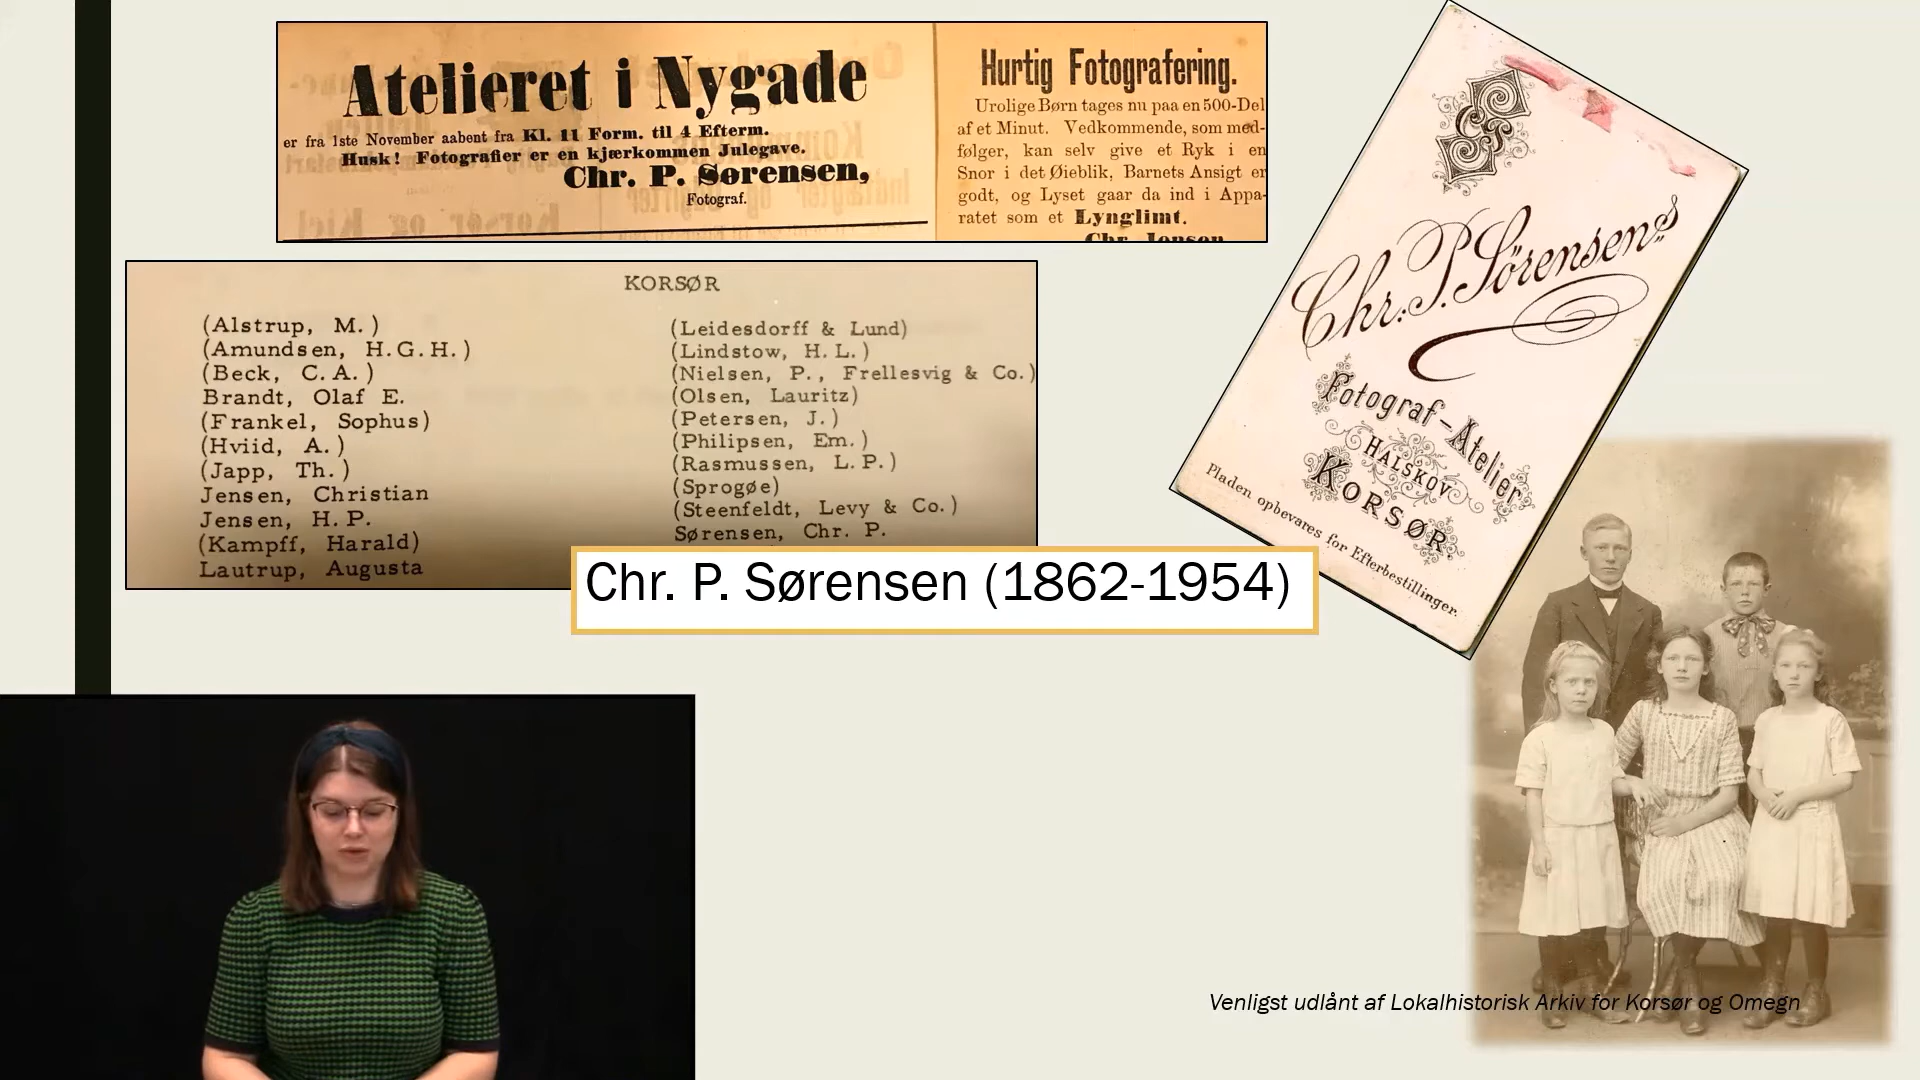 Atelieret i Nygade
er fra 1ste November aabent fra Kl. 11 Form. til 4 Efterm.
Husk! Fotografier er en kjærkommen Julegave.
Chr. P. Sørensen,
Fotograf.
Hurtig Fotografering.
Urolige Børn tages nu paa en 500-Del
af et Minut. Vedkommende, som med-
følger, kan selv give et Ryk i en
Snor i det Øieblik, Barnets Ansigt er
godt, og Lyset gaar da ind i Appa-
ratet som et Lynglimt.
Chr. Jensen
KORSØR
(Alstrup, M.)
(Amundsen, H.G.H.)
(Beck, C.A.)
Brandt, Olaf E.
(Frankel, Sophus)
(Hviid, A.)
(Japp, Th.)
Jensen, Christian
Jensen, H.P.
(Kampff, Harald)
Lautrup, Augusta
(Leidesdorff & Lund)
(Lindstow, H.L.)
(Nielsen, P., Frellesvig & Co.)
(Olsen, Lauritz)
(Petersen, J.)
(Philipsen, Em.)
(Rasmussen, L.P.)
(Sprogøe)
(Steenfeldt, Levy & Co.)
Sørensen, Chr. P.
Chr. P. Sørensens
Fotograf-Atelier
HALSKOV
KORSØR.
Pladen opbevares for Efterbestillinger.
Chr. P. Sørensen (1862-1954)
Venligst udlånt af Lokalhistorisk Arkiv for Korsør og Omegn